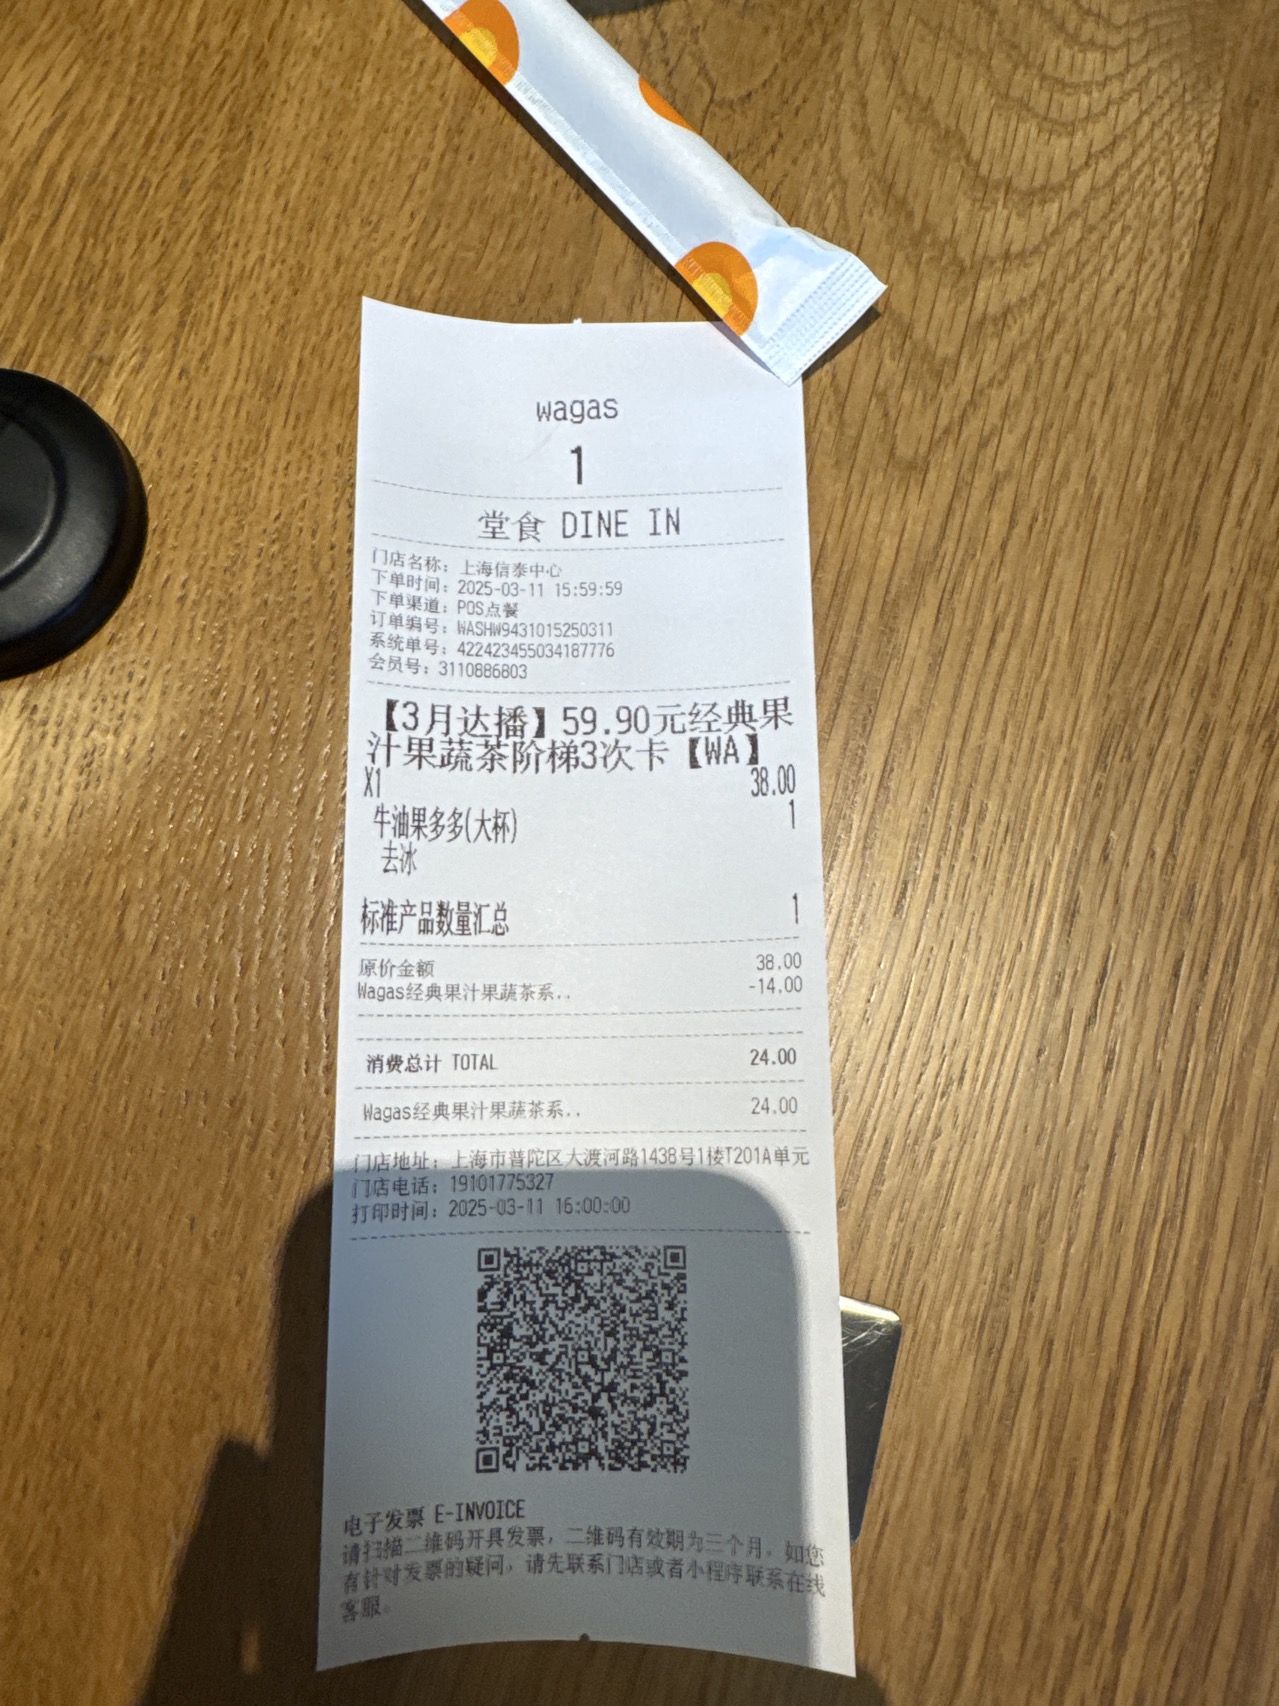 wagas
1
堂食 DINE IN
门店名称：上海信泰中心
下单时间：2025-03-11 15:59:59
下单渠道：POS点餐
订单编号：WASHW9431015250311
系统单号：422423455034187776
会员号：3110886803
【3月达播】59.90元经典果
汁果蔬茶阶梯3次卡【WA】
X1 38.00
牛油果多多(大杯) 1
去冰
标准产品数量汇总 1
原价金额 38.00
Wagas经典果汁果蔬茶系.. -14.00
消费总计 TOTAL 24.00
Wagas经典果汁果蔬茶系.. 24.00
门店地址：上海市普陀区大渡河路1438号1楼T201A单元
门店电话：19101775327
打印时间：2025-03-11 16:00:00
电子发票 E-INVOICE
请扫描二维码开具发票，二维码有效期为三个月，如您
有针对发票的疑问，请先联系门店或者小程序联系在线
客服。